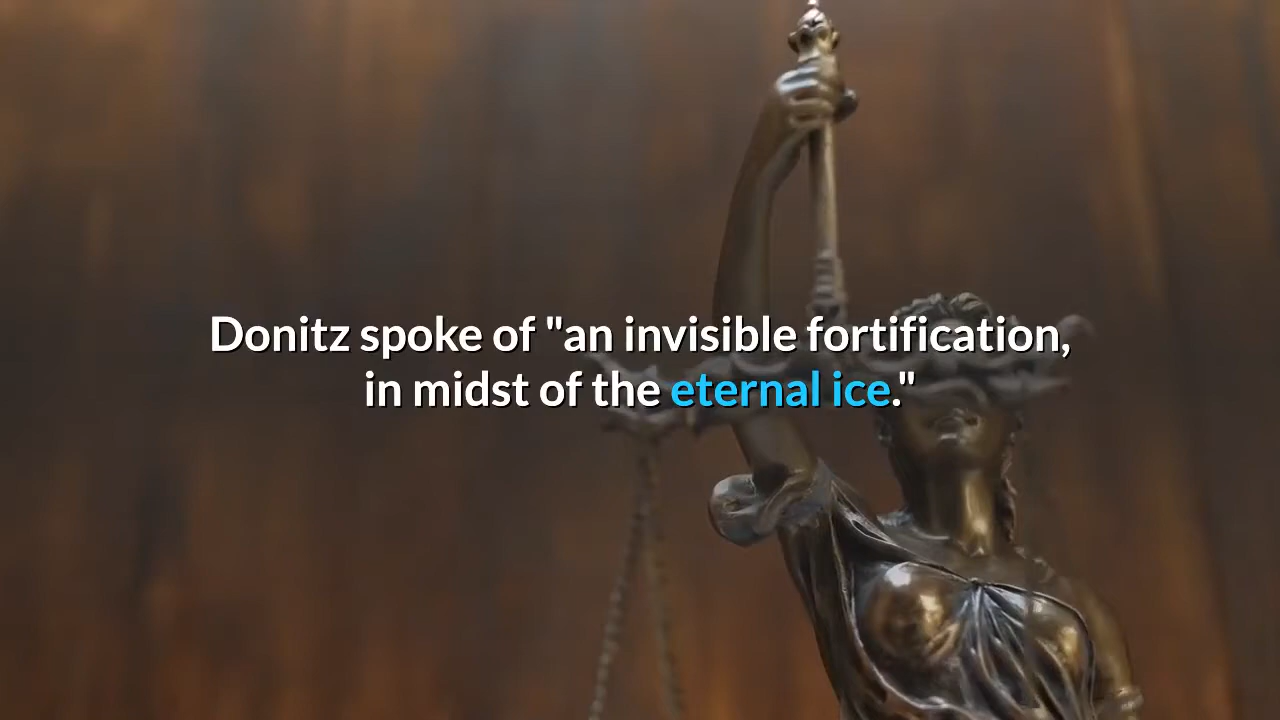 Donitz spoke of "an invisible fortification,
in midst of the eternal ice."